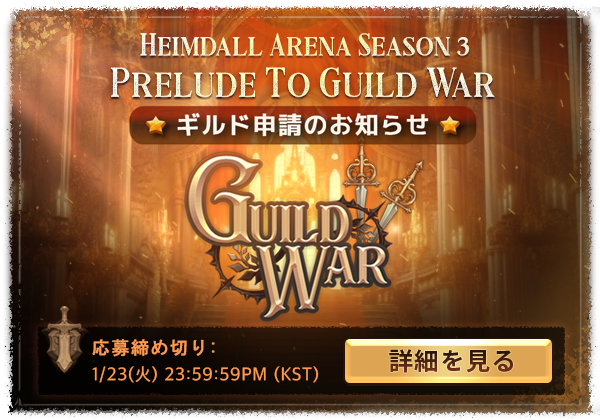 HEIMDALL ARENA SEASON 3
PRELUDE TO GUILD WAR
ギルド申請のお知らせ
GUILD
WAR
応募締め切り:
1/23(火) 23:59:59PM (KST)
詳細を見る